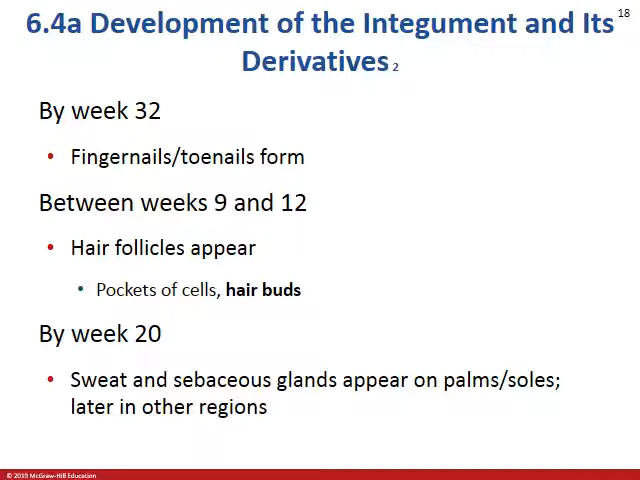 18
6.4a Development of the Integument and Its
Derivatives 2
By week 32
• Fingernails/toenails form
Between weeks 9 and 12
• Hair follicles appear
• Pockets of cells, hair buds
By week 20
• Sweat and sebaceous glands appear on palms/soles;
later in other regions
© 2019 McGraw-Hill Education